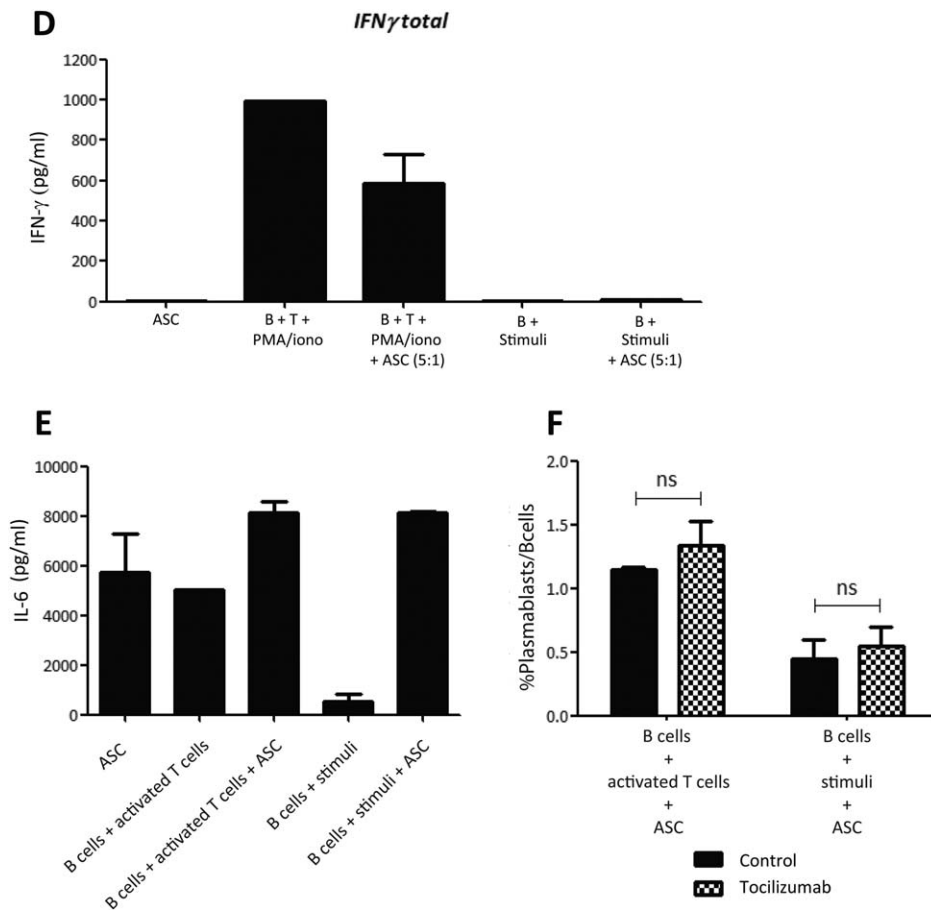 D
IFNγtotal
IFN-γ (pg/ml)
1200
1000
800
600
400
200
0
ASC
B + T +
PMA/iono
B + T +
PMA/iono
+ ASC (5:1)
B +
Stimuli
B +
Stimuli
+ ASC (5:1)
E
IL-6 (pg/ml)
10000
8000
6000
4000
2000
0
ASC
B cells + activated T cells
B cells + activated T cells + ASC
B cells + stimuli
B cells + stimuli + ASC
F
%Plasmablasts/Bcells
2.0
1.5
1.0
0.5
0.0
ns
ns
B cells
+
activated T cells
+
ASC
B cells
+
stimuli
+
ASC
Control
Tocilizumab